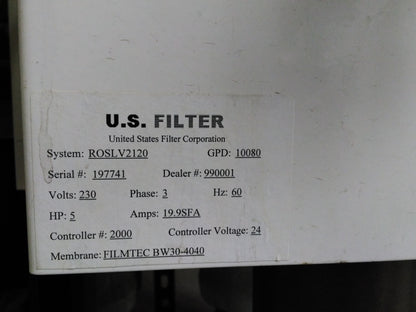 U.S. FILTER
United States Filter Corporation
System: ROSLV2120 GPD: 10080
Serial #: 197741 Dealer #: 990001
Volts: 230 Phase: 3 Hz: 60
HP: 5 Amps: 19.9SFA
Controller #: 2000 Controller Voltage: 24
Membrane: FILMTEC BW30-4040